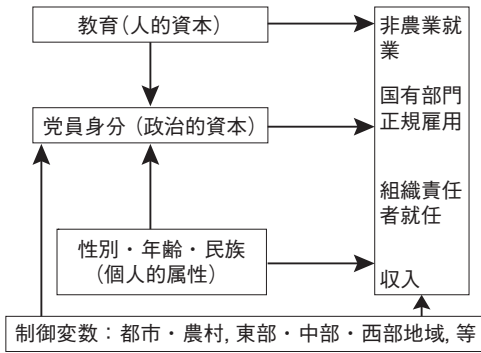 教育（人的資本）
非農業就
業
党員身分（政治的資本）
国有部門
正規雇用
組織責任
者就任
性別・年齢・民族
（個人的属性）
収入
制御変数：都市・農村, 東部・中部・西部地域, 等